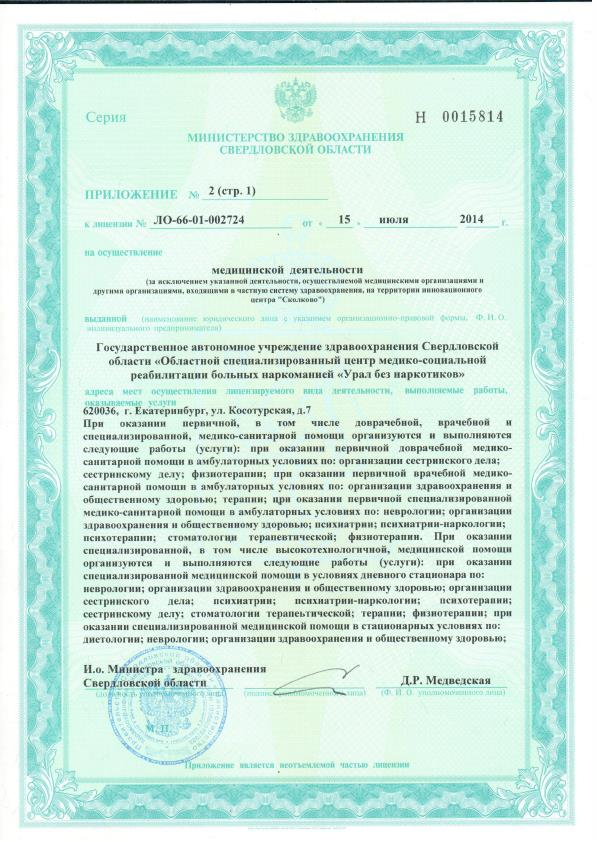 Серия
Н 0015814
МИНИСТЕРСТВО ЗДРАВООХРАНЕНИЯ
СВЕРДЛОВСКОЙ ОБЛАСТИ
ПРИЛОЖЕНИЕ № 2 (стр. 1)
к лицензии № ЛО-66-01-002724 от « 15 » июля 2014 г.
на осуществление
медицинской деятельности
(за исключением указанной деятельности, осуществляемой медицинскими организациями и
другими организациями, входящими в частную систему здравоохранения, на территории инновационного
центра "Сколково")
выданной (наименование юридического лица с указанием организационно-правовой формы, Ф.И.О.
индивидуального предпринимателя)
Государственное автономное учреждение здравоохранения Свердловской
области «Областной специализированный центр медико-социальной
реабилитации больных наркоманией «Урал без наркотиков»
адреса мест осуществления лицензируемого вида деятельности, выполняемые работы,
оказываемые услуги
620036, г. Екатеринбург, ул. Косотурская, д.7
При оказании первичной, в том числе доврачебной, врачебной и
специализированной, медико-санитарной помощи организуются и выполняются
следующие работы (услуги): при оказании первичной доврачебной медико-
санитарной помощи в амбулаторных условиях по: организации сестринского дела;
сестринскому делу; физиотерапии; при оказании первичной врачебной медико-
санитарной помощи в амбулаторных условиях по: организации здравоохранения и
общественному здоровью; терапии; при оказании первичной специализированной
медико-санитарной помощи в амбулаторных условиях по: неврологии; организации
здравоохранения и общественному здоровью; психиатрии; психиатрии-наркологии;
психотерапии; стоматологии терапевтической; физиотерапии. При оказании
специализированной, в том числе высокотехнологичной, медицинской помощи
организуются и выполняются следующие работы (услуги): при оказании
специализированной медицинской помощи в условиях дневного стационара по:
неврологии; организации здравоохранения и общественному здоровью; организации
сестринского дела; психиатрии; психиатрии-наркологии; психотерапии;
сестринскому делу; стоматологии терапевтической; терапии; физиотерапии; при
оказании специализированной медицинской помощи в стационарных условиях по:
диетологии; неврологии; организации здравоохранения и общественному здоровью;
И.о. Министра здравоохранения
Свердловской области
Д.Р. Медведская
(должность уполномоченного лица) (подпись уполномоченного лица) (Ф. И. О. уполномоченного лица)
М. П.
Приложение является неотъемлемой частью лицензии